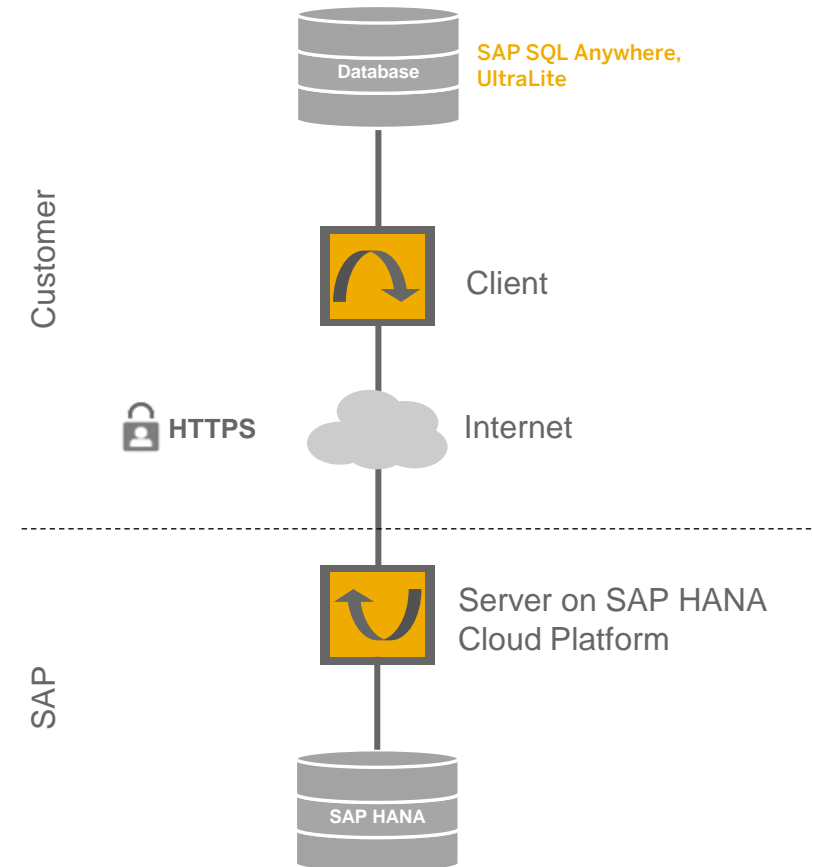 Database
SAP SQL Anywhere,
UltraLite
Customer
Client
HTTPS
Internet
Server on SAP HANA
Cloud Platform
SAP
SAP HANA